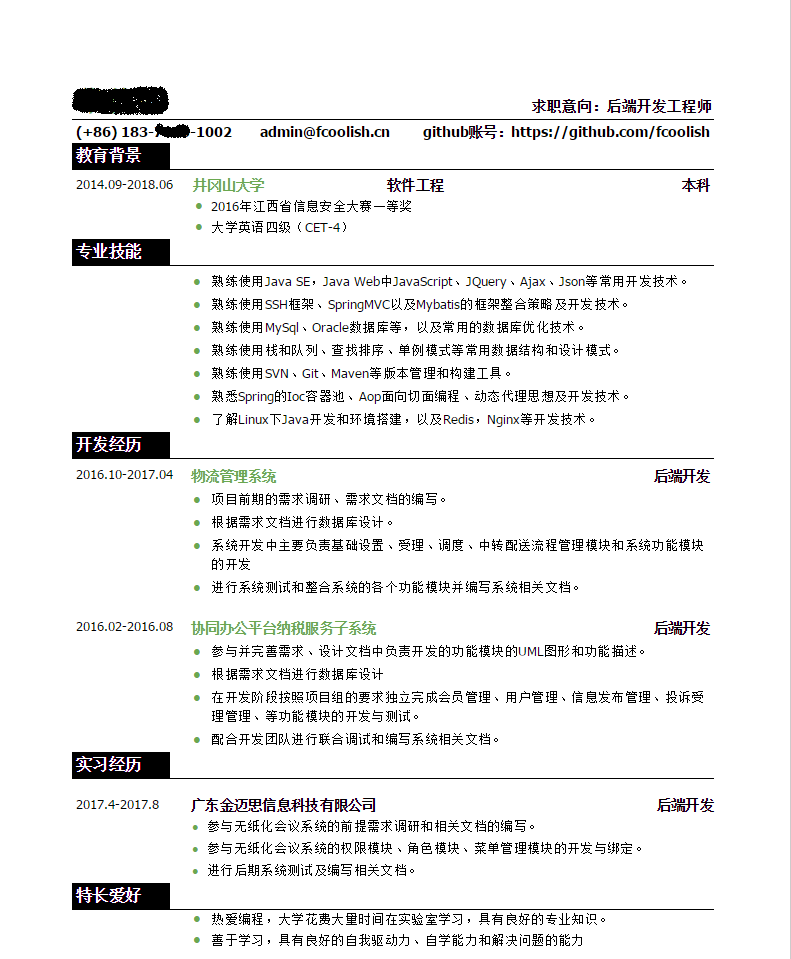 求职意向：后端开发工程师
(+86) 183- -1002 admin@fcoolish.cn github账号：https://github.com/fcoolish
教育背景
2014.09-2018.06 井冈山大学 软件工程 本科
2016年江西省信息安全大赛一等奖
大学英语四级（CET-4）
专业技能
熟练使用Java SE，Java Web中JavaScript、JQuery、Ajax、Json等常用开发技术。
熟练使用SSH框架、SpringMVC以及Mybatis的框架整合策略及开发技术。
熟练使用MySql、Oracle数据库等，以及常用的数据库优化技术。
熟练使用栈和队列、查找排序、单例模式等常用数据结构和设计模式。
熟练使用SVN、Git、Maven等版本管理和构建工具。
熟悉Spring的Ioc容器池、Aop面向切面编程、动态代理思想及开发技术。
了解Linux下Java开发和环境搭建，以及Redis，Nginx等开发技术。
开发经历
2016.10-2017.04 物流管理系统 后端开发
项目前期的需求调研、需求文档的编写。
根据需求文档进行数据库设计。
系统开发中主要负责基础设置、受理、调度、中转配送流程管理模块和系统功能模块
的开发
进行系统测试和整合系统的各个功能模块并编写系统相关文档。
2016.02-2016.08 协同办公平台纳税服务子系统 后端开发
参与并完善需求、设计文档中负责开发的功能模块的UML图形和功能描述。
根据需求文档进行数据库设计
在开发阶段按照项目组的要求独立完成会员管理、用户管理、信息发布管理、投诉受
理管理、等功能模块的开发与测试。
配合开发团队进行联合调试和编写系统相关文档。
实习经历
2017.4-2017.8 广东金迈思信息科技有限公司 后端开发
参与无纸化会议系统的前提需求调研和相关文档的编写。
参与无纸化会议系统的权限模块、角色模块、菜单管理模块的开发与绑定。
进行后期系统测试及编写相关文档。
特长爱好
热爱编程，大学花费大量时间在实验室学习，具有良好的专业知识。
善于学习，具有良好的自我驱动力、自学能力和解决问题的能力